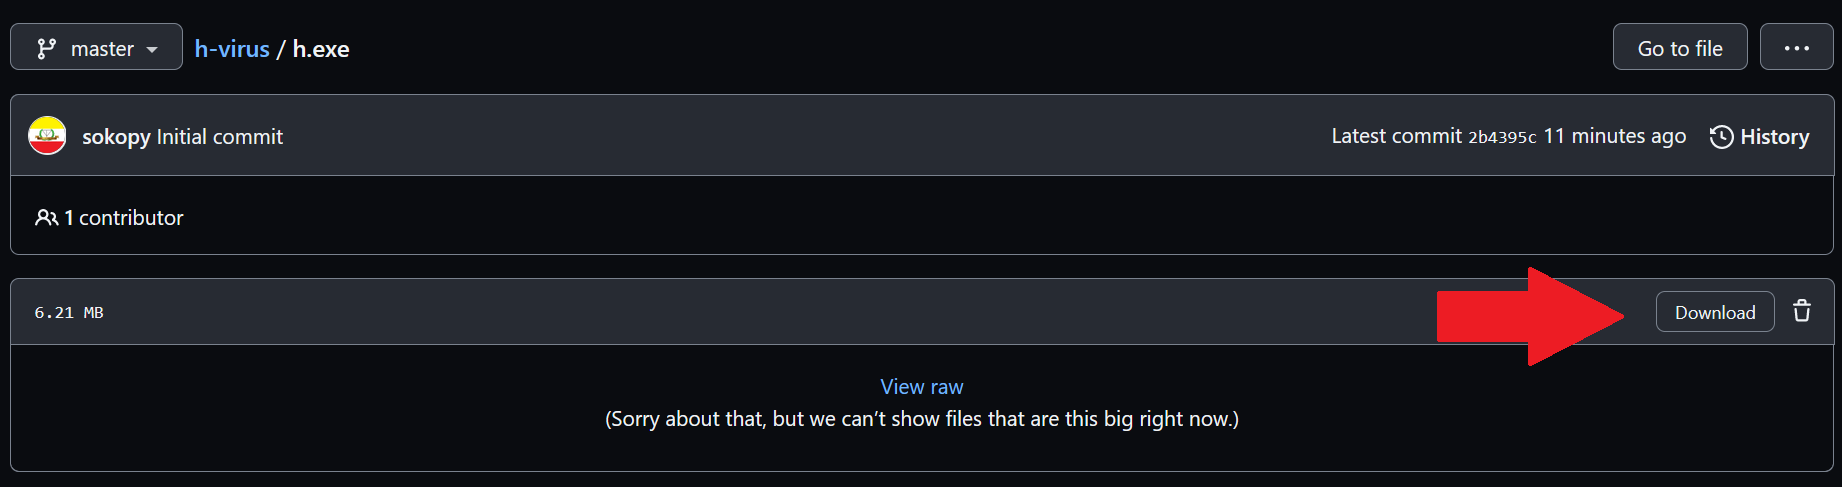 master h-virus / h.exe Go to file ...
sokopy Initial commit Latest commit 2b4395c 11 minutes ago History
1 contributor
6.21 MB Download
View raw
(Sorry about that, but we can’t show files that are this big right now.)